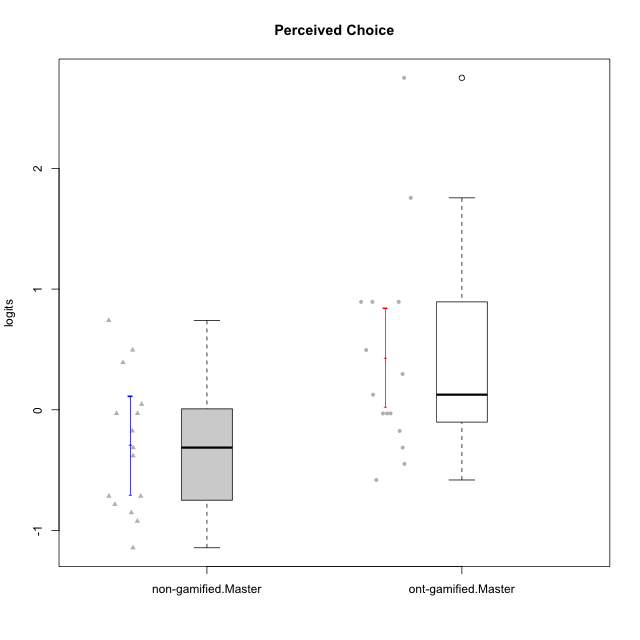 Perceived Choice
logits
2
1
0
-1
non-gamified.Master
ont-gamified.Master